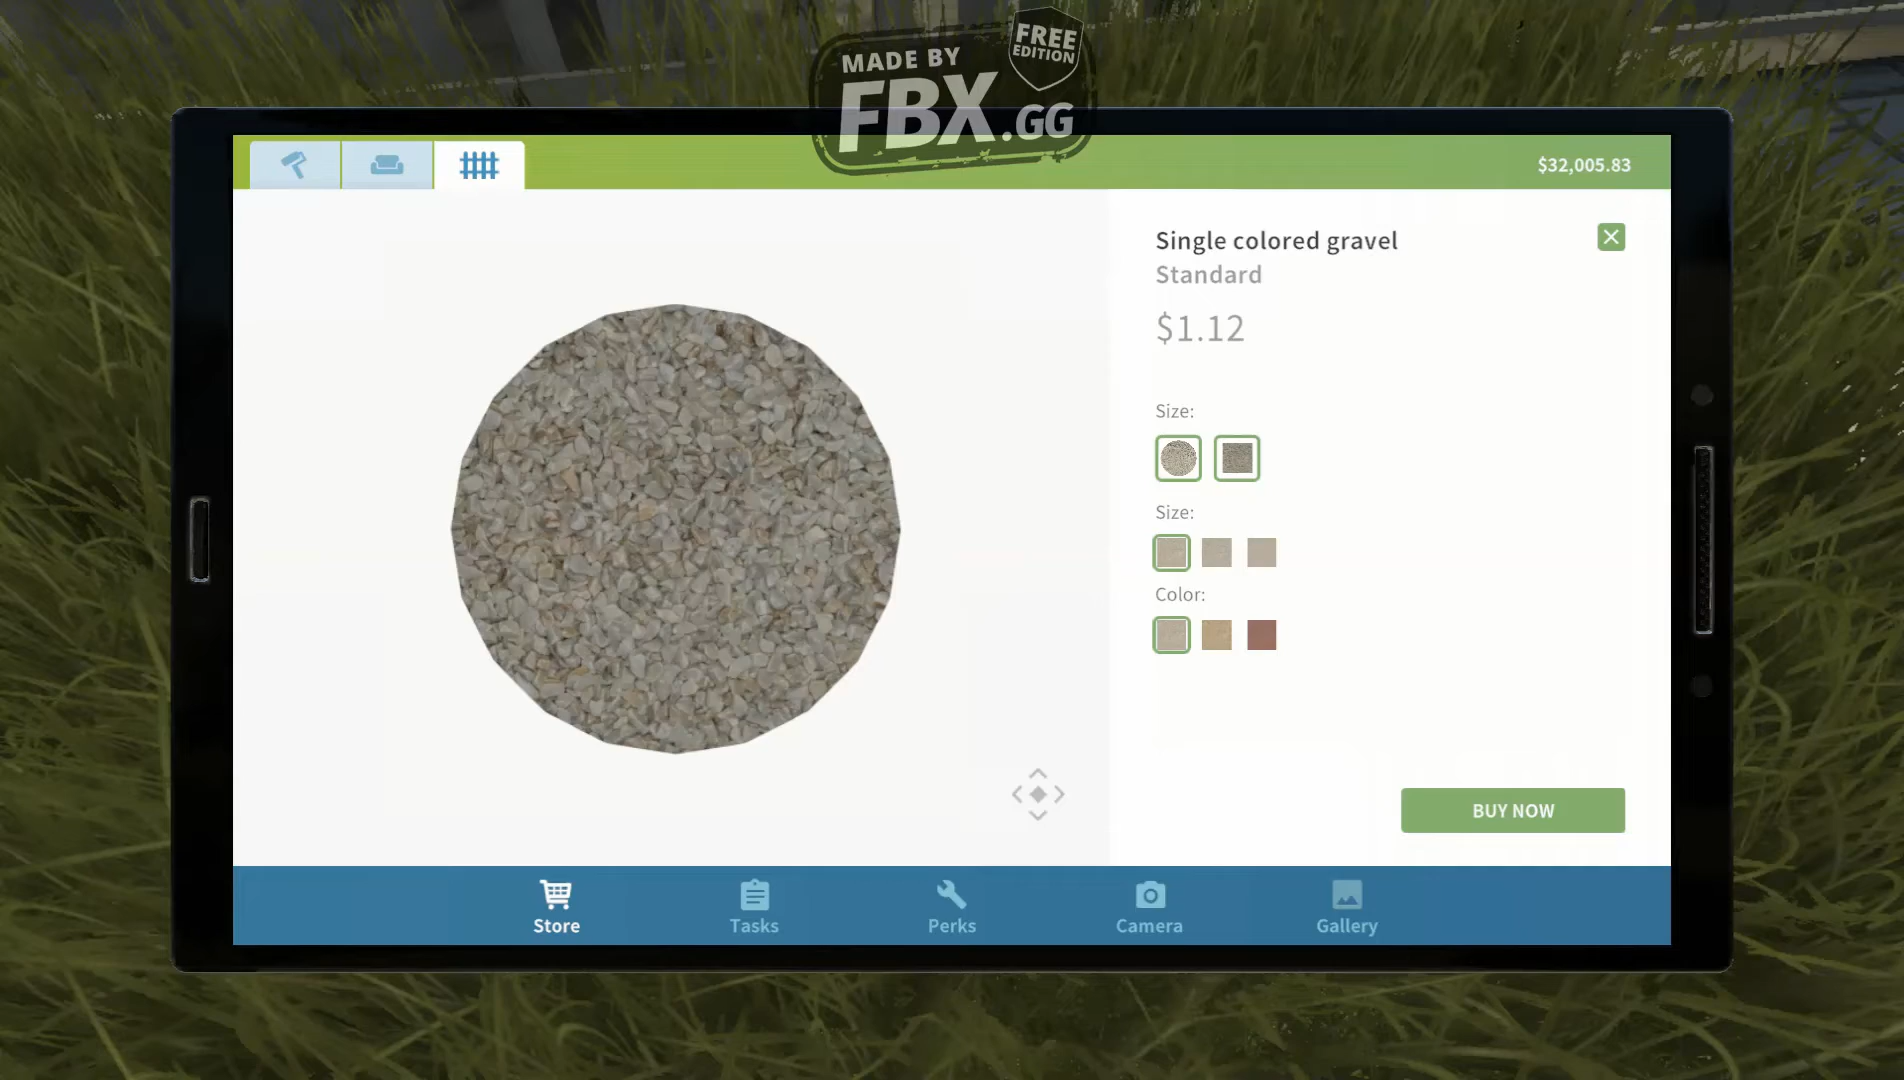 MADE BY
FREE
EDITION
FBX.GG
$32,005.83
Single colored gravel
Standard
$1.12
Size:
Size:
Color:
BUY NOW
Store
Tasks
Perks
Camera
Gallery